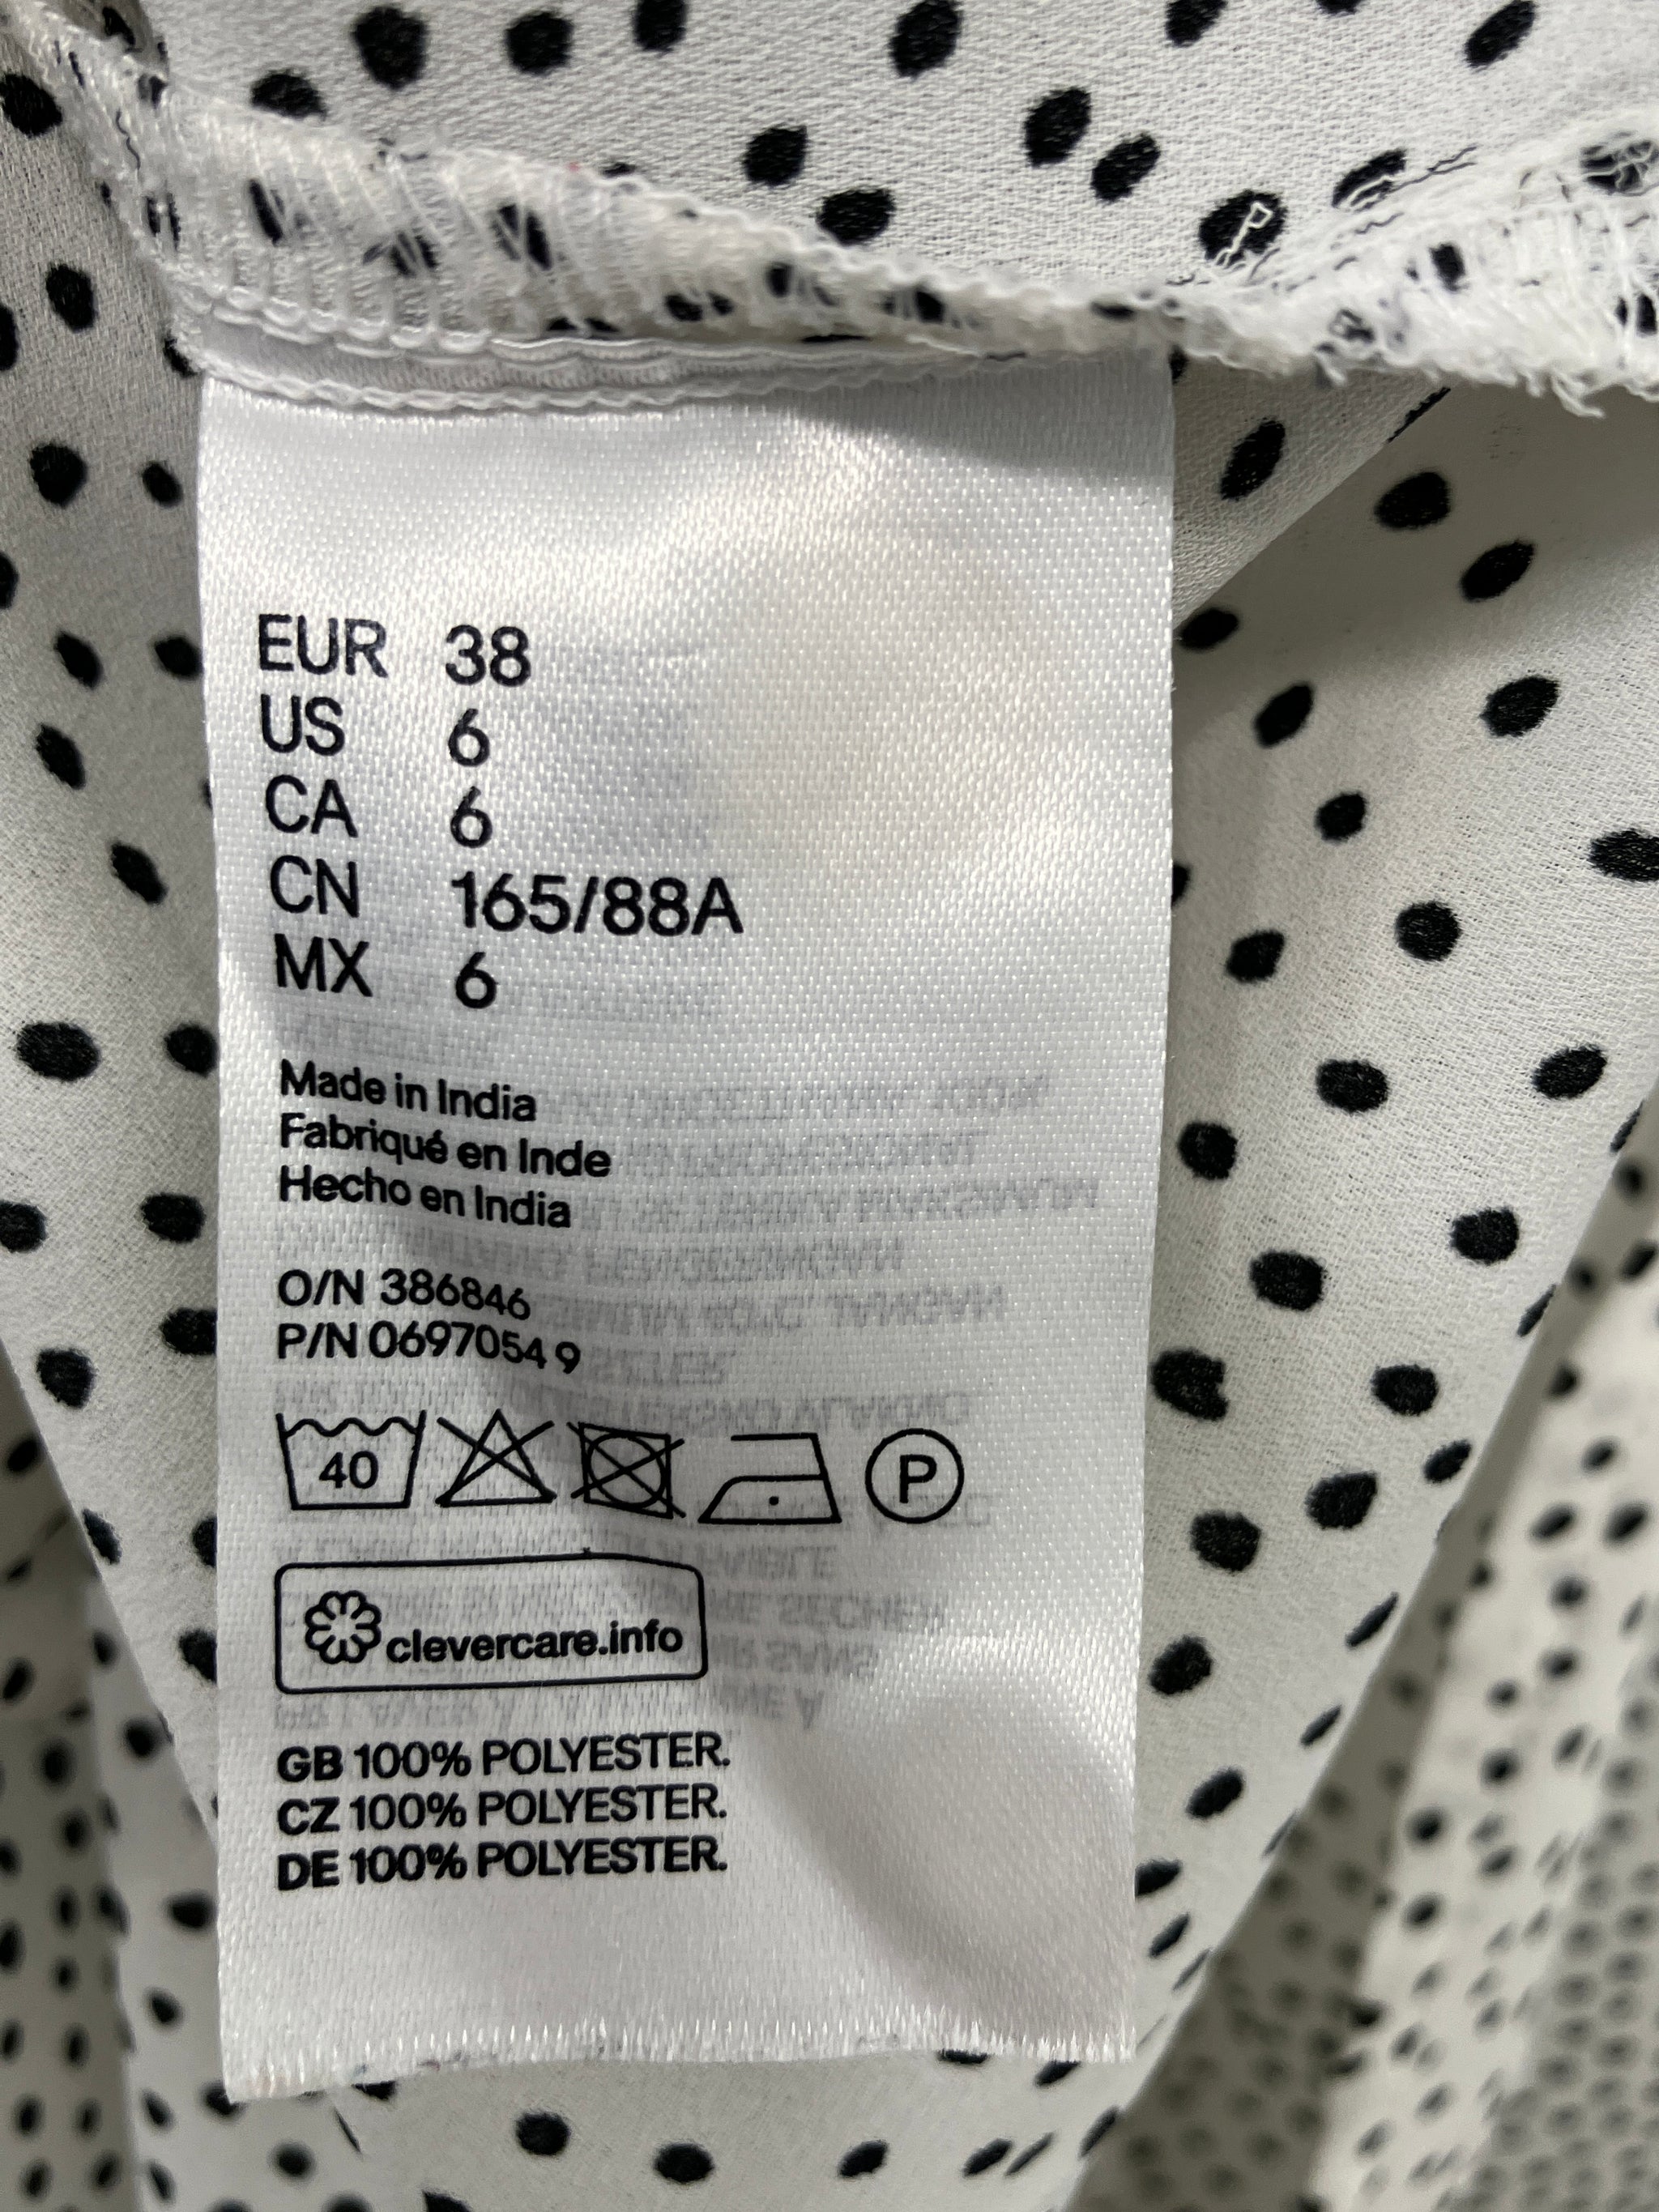 EUR 38
US 6
CA 6
CN 165/88A
MX 6
Made in India
Fabriqué en Inde
Hecho en India
O/N 386846
P/N 0697054 9
40
P
clevercare.info
GB 100% POLYESTER.
CZ 100% POLYESTER.
DE 100% POLYESTER.